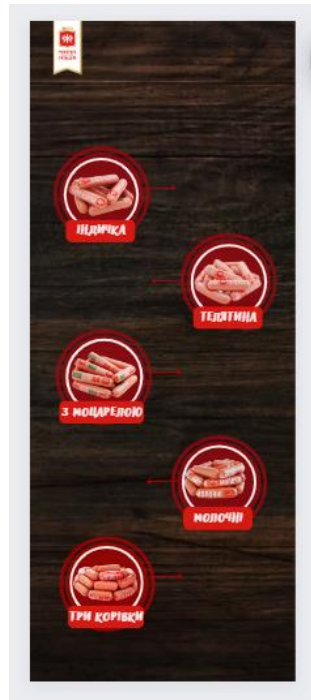 ІНДИЧКА
ТЕЛЯТИНА
З МОЦАРЕЛОЮ
МОЛОЧНІ
ТРИ КОРІВКИ